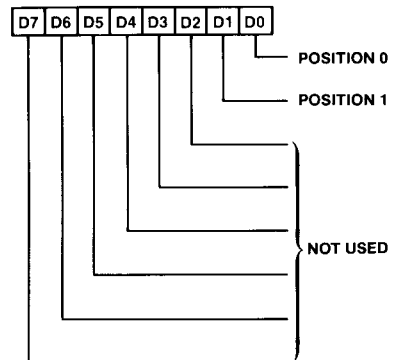 D7 D6 D5 D4 D3 D2 D1 D0
POSITION 0
POSITION 1
NOT USED